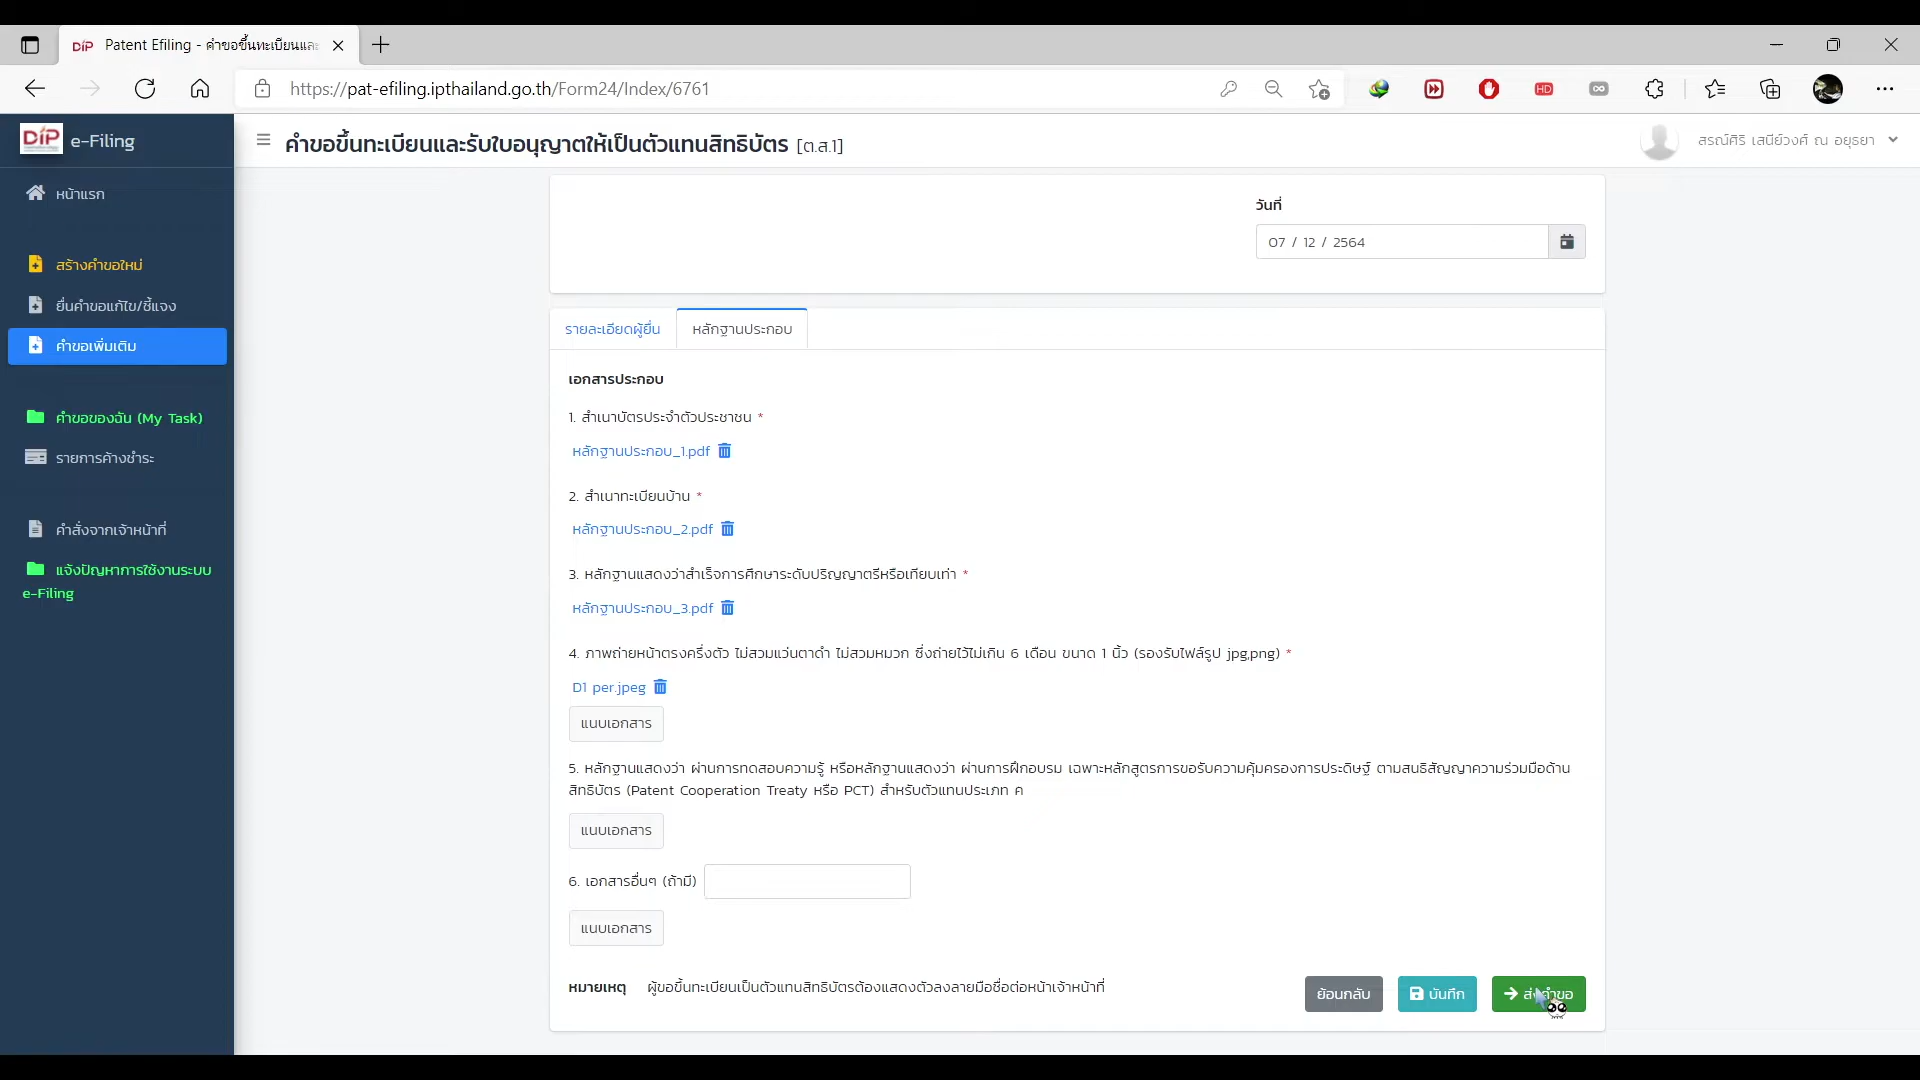 DiP Patent Efiling - คำขอขึ้นทะเบียนและ
https://pat-efiling.ipthailand.go.th/Form24/Index/6761
HD
DiP e-Filing
คำขอขึ้นทะเบียนและรับใบอนุญาตให้เป็นตัวแทนสิทธิบัตร [ต.ส.1]
สรณ์ศิริ เสนีย์วงศ์ ณ อยุธยา
หน้าแรก
สร้างคำขอใหม่
ยื่นคำขอแก้ไข/ชี้แจง
คำขอเพิ่มเติม
คำขอของฉัน (My Task)
รายการค้างชำระ
คำสั่งจากเจ้าหน้าที่
แจ้งปัญหาการใช้งานระบบ
e-Filing
วันที่
07 / 12 / 2564
รายละเอียดผู้ยื่น หลักฐานประกอบ
เอกสารประกอบ
1. สำเนาบัตรประจำตัวประชาชน *
หลักฐานประกอบ_1.pdf
2. สำเนาทะเบียนบ้าน *
หลักฐานประกอบ_2.pdf
3. หลักฐานแสดงว่าสำเร็จการศึกษาระดับปริญญาตรีหรือเทียบเท่า *
หลักฐานประกอบ_3.pdf
4. ภาพถ่ายหน้าตรงครึ่งตัว ไม่สวมแว่นตาดำ ไม่สวมหมวก ซึ่งถ่ายไว้ไม่เกิน 6 เดือน ขนาด 1 นิ้ว (รองรับไฟล์รูป jpg,png) *
D1 per.jpeg
แนบเอกสาร
5. หลักฐานแสดงว่า ผ่านการทดสอบความรู้ หรือหลักฐานแสดงว่า ผ่านการฝึกอบรม เฉพาะหลักสูตรการขอรับความคุ้มครองการประดิษฐ์ ตามสนธิสัญญาความร่วมมือด้าน
สิทธิบัตร (Patent Cooperation Treaty หรือ PCT) สำหรับตัวแทนประเภท ค
แนบเอกสาร
6. เอกสารอื่นๆ (ถ้ามี)
แนบเอกสาร
หมายเหตุ ผู้ขอขึ้นทะเบียนเป็นตัวแทนสิทธิบัตรต้องแสดงตัวลงลายมือชื่อต่อหน้าเจ้าหน้าที่
ย้อนกลับ บันทึก ส่งคำขอ